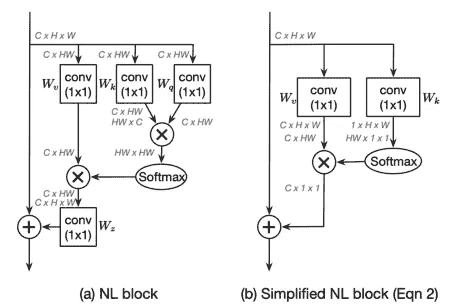 C x H x W
C x HW C x HW C x HW
W_v conv (1x1) W_k conv (1x1) W_q conv (1x1)
C x HW
HW x C
C x HW
HW x HW
Softmax
C x HW
C x HW
C x H x W
conv (1x1) W_z
(a) NL block
C x H x W
W_v conv (1x1) conv (1x1) W_k
C x H x W 1 x H x W
C x HW HW x 1 x 1
Softmax
C x 1 x 1
(b) Simplified NL block (Eqn 2)